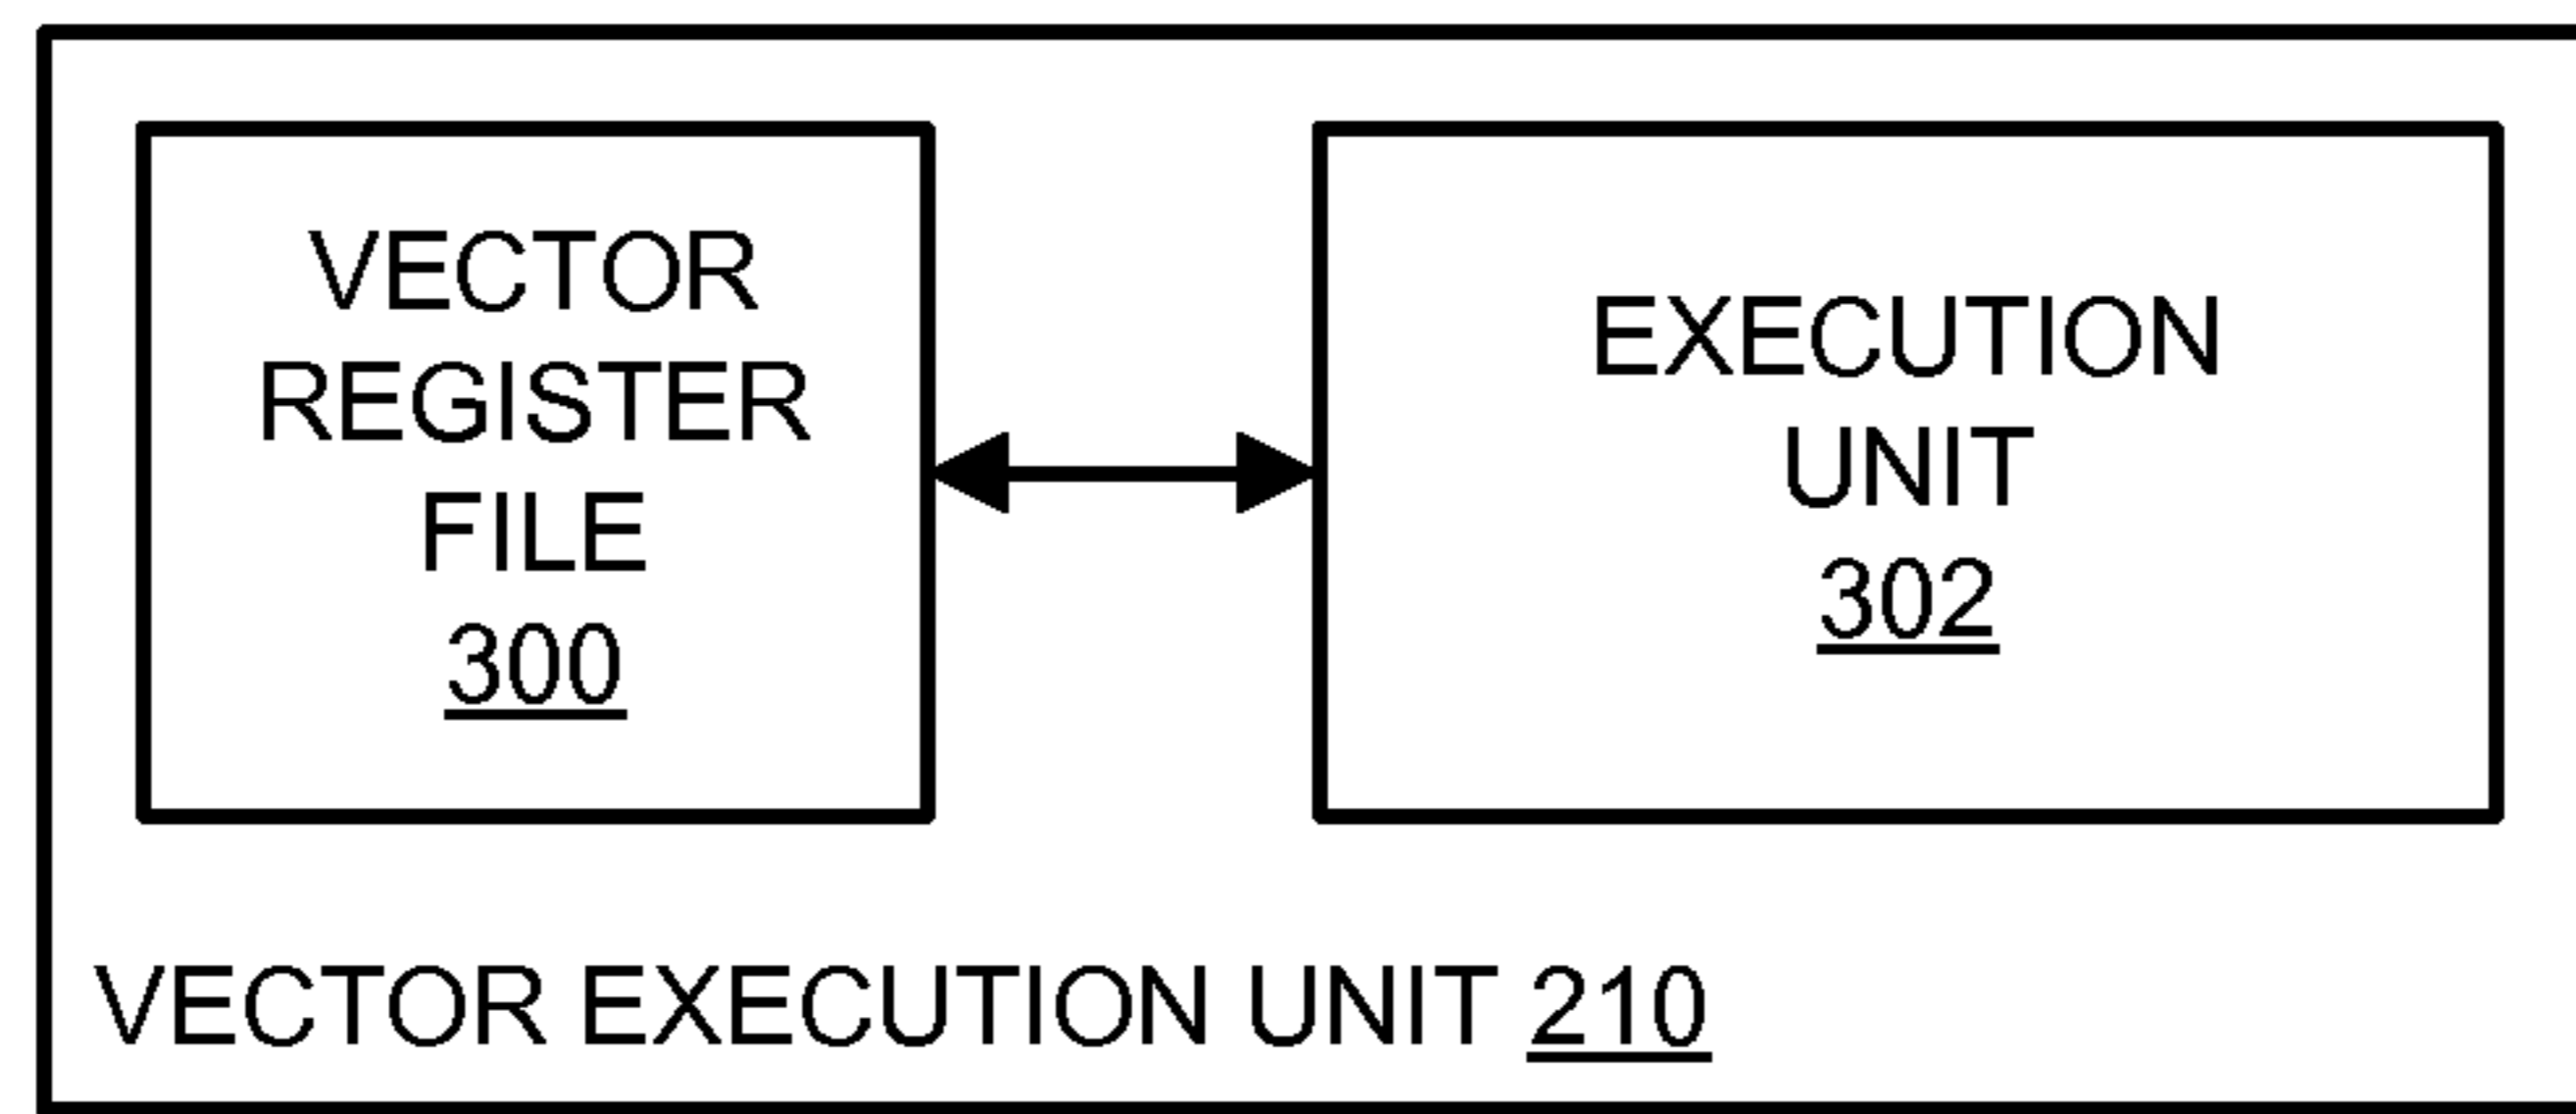 VECTOR
REGISTER
FILE
300
EXECUTION
UNIT
302
VECTOR EXECUTION UNIT 210